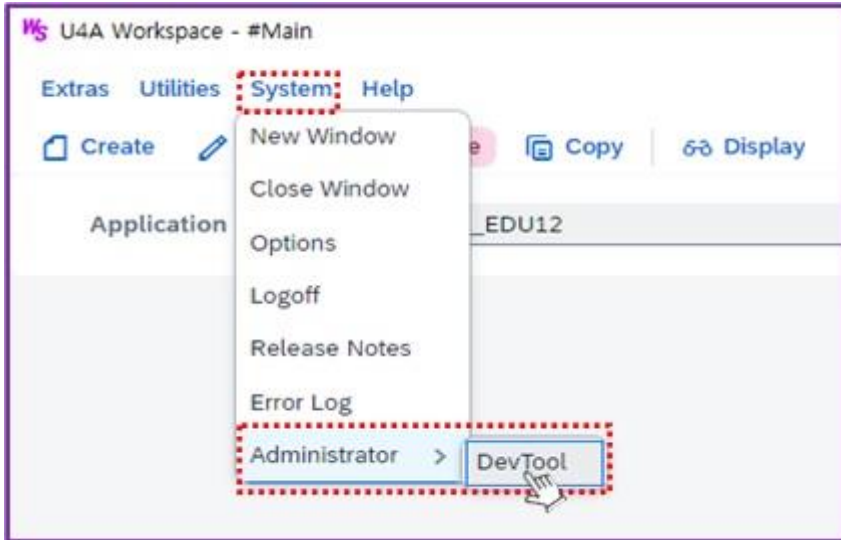 WS U4A Workspace - #Main
Extras Utilities System Help
Create e Copy Display
Application _EDU12
New Window
Close Window
Options
Logoff
Release Notes
Error Log
Administrator > DevTool